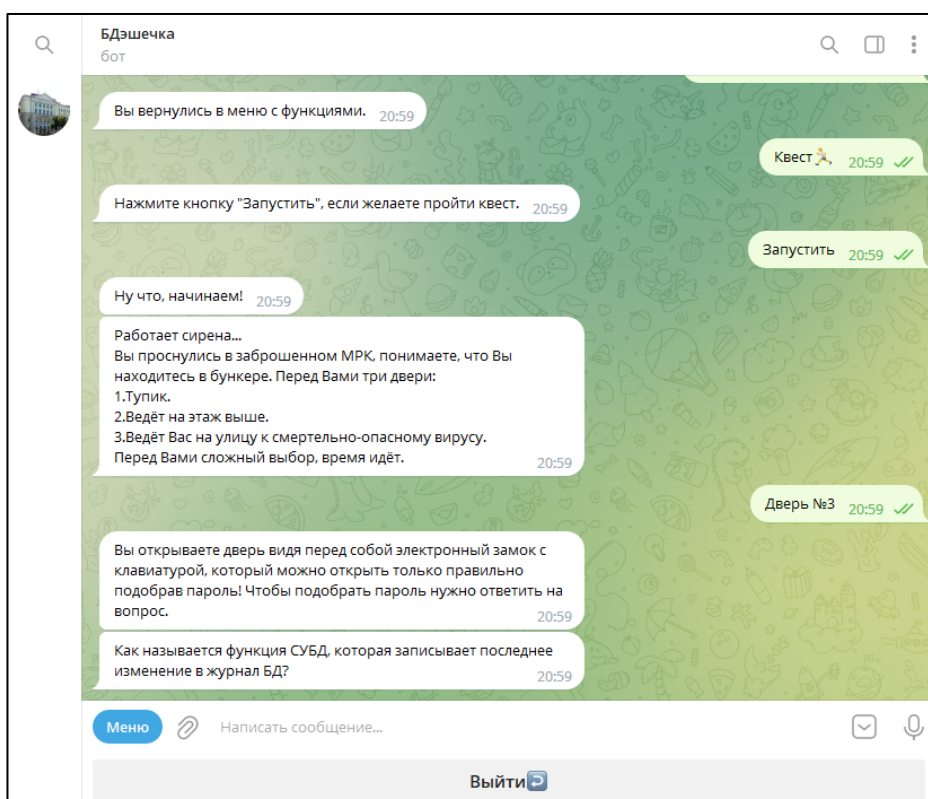 БДэшечка
бот
Вы вернулись в меню с функциями. 20:59
Квест🏃 20:59
Нажмите кнопку "Запустить", если желаете пройти квест. 20:59
Запустить 20:59
Ну что, начинаем! 20:59
Работает сирена...
Вы проснулись в заброшенном МРК, понимаете, что Вы
находитесь в бункере. Перед Вами три двери:
1.Тупик.
2.Ведёт на этаж выше.
3.Ведёт Вас на улицу к смертельно-опасному вирусу.
Перед Вами сложный выбор, время идёт. 20:59
Дверь №3 20:59
Вы открываете дверь видя перед собой электронный замок с
клавиатурой, который можно открыть только правильно
подобрав пароль! Чтобы подобрать пароль нужно ответить на
вопрос. 20:59
Как называется функция СУБД, которая записывает последнее
изменение в журнал БД? 20:59
Меню Написать сообщение...
Выйти↩️